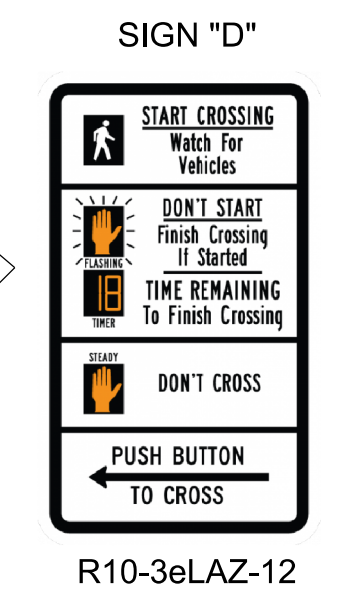 SIGN "D"
START CROSSING
Watch For
Vehicles
DON'T START
Finish Crossing
If Started
FLASHING
18
TIMER
TIME REMAINING
To Finish Crossing
STEADY
DON'T CROSS
PUSH BUTTON
TO CROSS
R10-3eLAZ-12